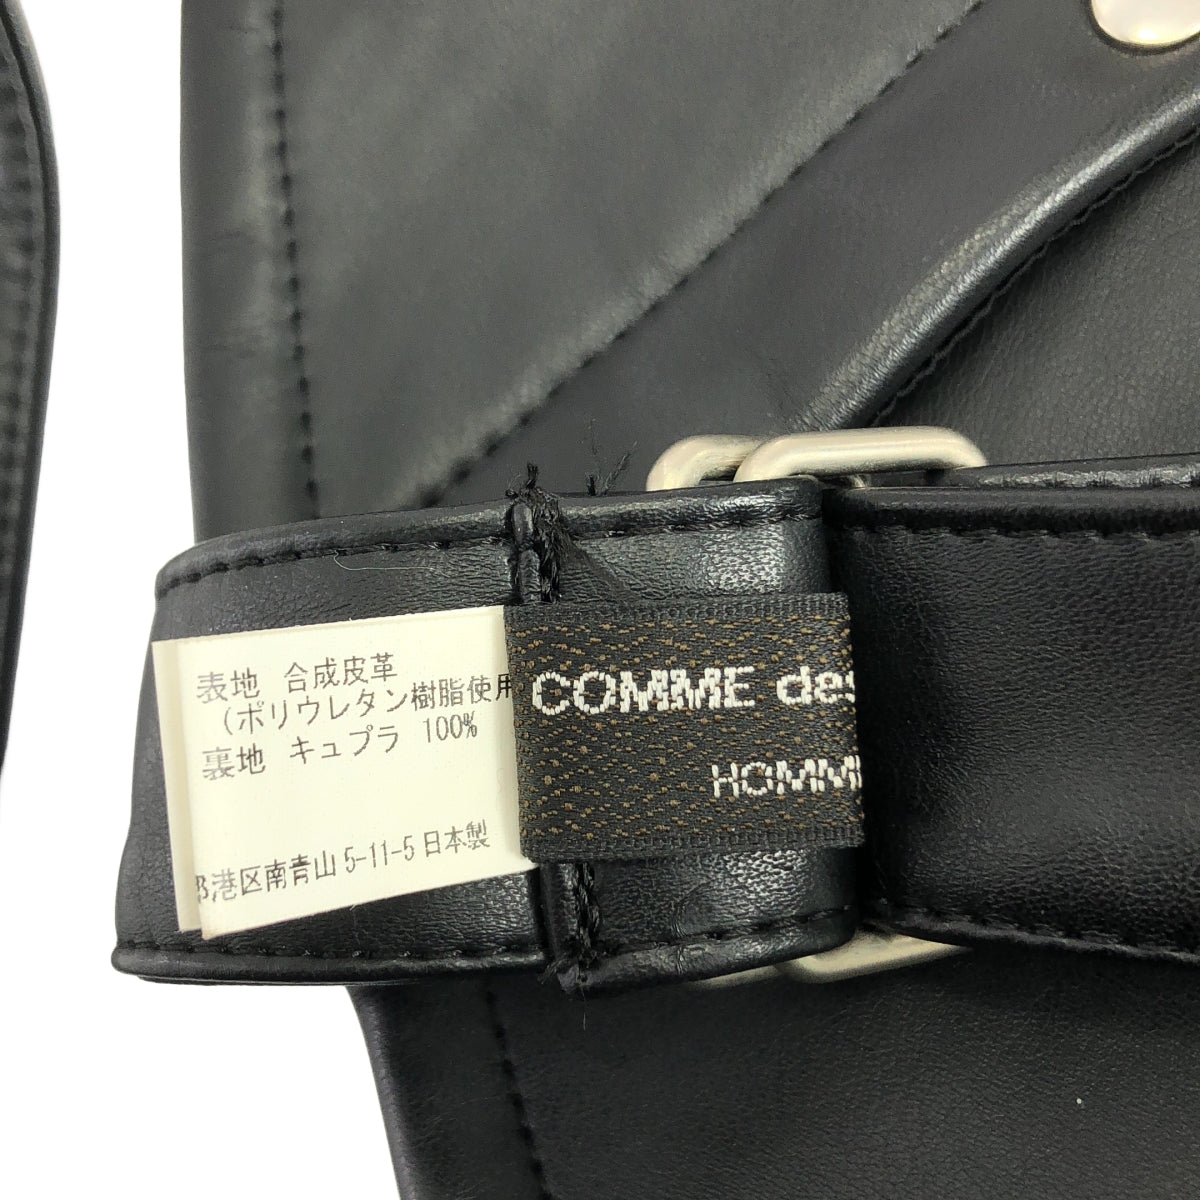 表地 合成皮革
(ポリウレタン樹脂使用
裏地 キュプラ 100%
港区南青山 5-11-5 日本製
COMME des
HOMME